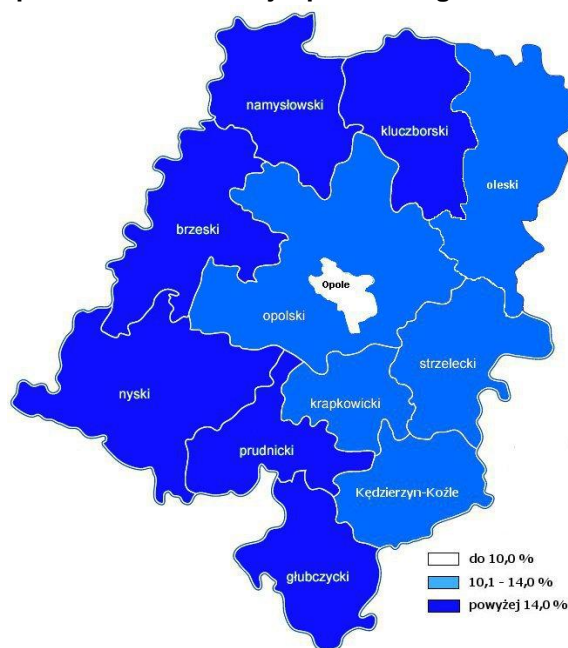 namysłowski
kluczborski
oleski
brzeski
Opole
opolski
strzelecki
nyski
krapkowicki
prudnicki
Kędzierzyn-Koźle
głubczycki
do 10,0 %
10,1 - 14,0 %
powyżej 14,0 %